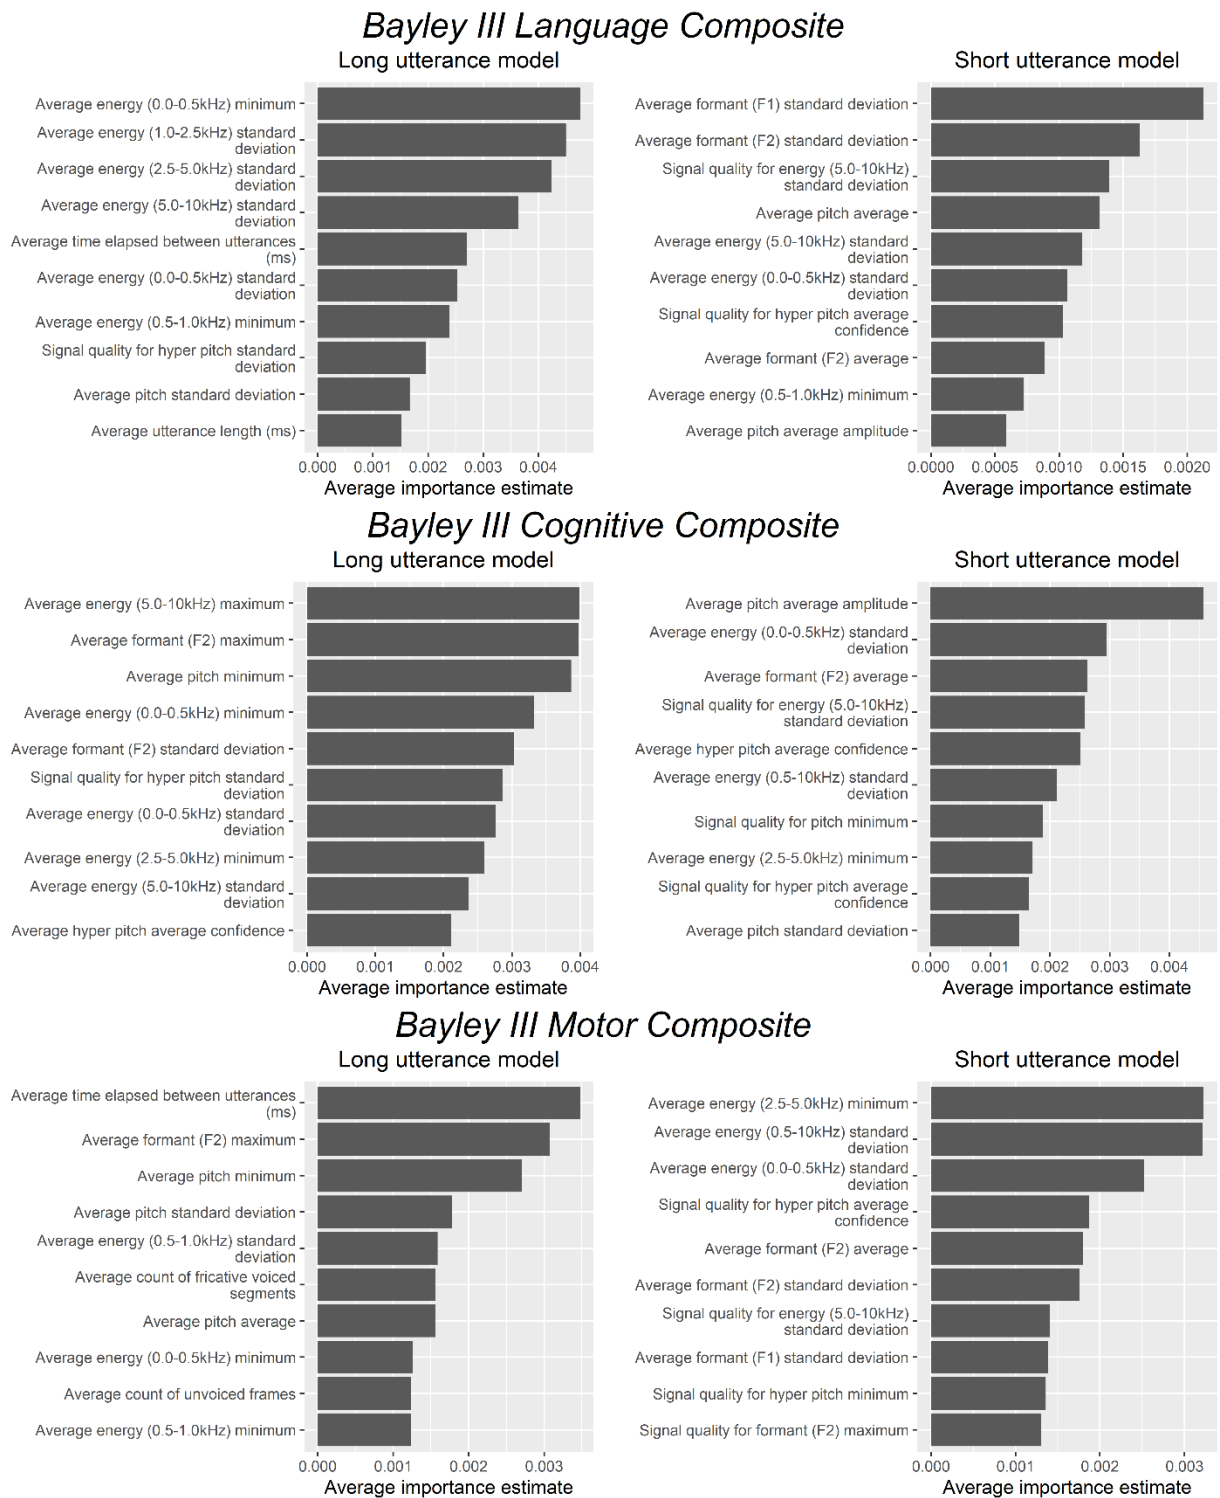 Bayley III Language Composite
Long utterance model
Average energy (0.0-0.5kHz) minimum
Average energy (1.0-2.5kHz) standard
deviation
Average energy (2.5-5.0kHz) standard
deviation
Average energy (5.0-10kHz) standard
deviation
Average time elapsed between utterances
(ms)
Average energy (0.0-0.5kHz) standard
deviation
Average energy (0.5-1.0kHz) minimum
Signal quality for hyper pitch standard
deviation
Average pitch standard deviation
Average utterance length (ms)
0.000 0.001 0.002 0.003 0.004
Average importance estimate
Short utterance model
Average formant (F1) standard deviation
Average formant (F2) standard deviation
Signal quality for energy (5.0-10kHz)
standard deviation
Average pitch average
Average energy (5.0-10kHz) standard
deviation
Average energy (0.0-0.5kHz) standard
deviation
Signal quality for hyper pitch average
confidence
Average formant (F2) average
Average energy (0.5-1.0kHz) minimum
Average pitch average amplitude
0.0000 0.0005 0.0010 0.0015 0.0020
Average importance estimate
Bayley III Cognitive Composite
Long utterance model
Average energy (5.0-10kHz) maximum
Average formant (F2) maximum
Average pitch minimum
Average energy (0.0-0.5kHz) minimum
Average formant (F2) standard deviation
Signal quality for hyper pitch standard
deviation
Average energy (0.0-0.5kHz) standard
deviation
Average energy (2.5-5.0kHz) minimum
Average energy (5.0-10kHz) standard
deviation
Average hyper pitch average confidence
0.000 0.001 0.002 0.003 0.004
Average importance estimate
Short utterance model
Average pitch average amplitude
Average energy (0.0-0.5kHz) standard
deviation
Average formant (F2) average
Signal quality for energy (5.0-10kHz)
standard deviation
Average hyper pitch average confidence
Average energy (0.5-10kHz) standard
deviation
Signal quality for pitch minimum
Average energy (2.5-5.0kHz) minimum
Signal quality for hyper pitch average
confidence
Average pitch standard deviation
0.000 0.001 0.002 0.003 0.004
Average importance estimate
Bayley III Motor Composite
Long utterance model
Average time elapsed between utterances
(ms)
Average formant (F2) maximum
Average pitch minimum
Average pitch standard deviation
Average energy (0.5-1.0kHz) standard
deviation
Average count of fricative voiced
segments
Average pitch average
Average energy (0.0-0.5kHz) minimum
Average count of unvoiced frames
Average energy (0.5-1.0kHz) minimum
0.000 0.001 0.002 0.003
Average importance estimate
Short utterance model
Average energy (2.5-5.0kHz) minimum
Average energy (0.5-10kHz) standard
deviation
Average energy (0.0-0.5kHz) standard
deviation
Signal quality for hyper pitch average
confidence
Average formant (F2) average
Average formant (F2) standard deviation
Signal quality for energy (5.0-10kHz)
standard deviation
Average formant (F1) standard deviation
Signal quality for hyper pitch minimum
Signal quality for formant (F2) maximum
0.000 0.001 0.002 0.003
Average importance estimate